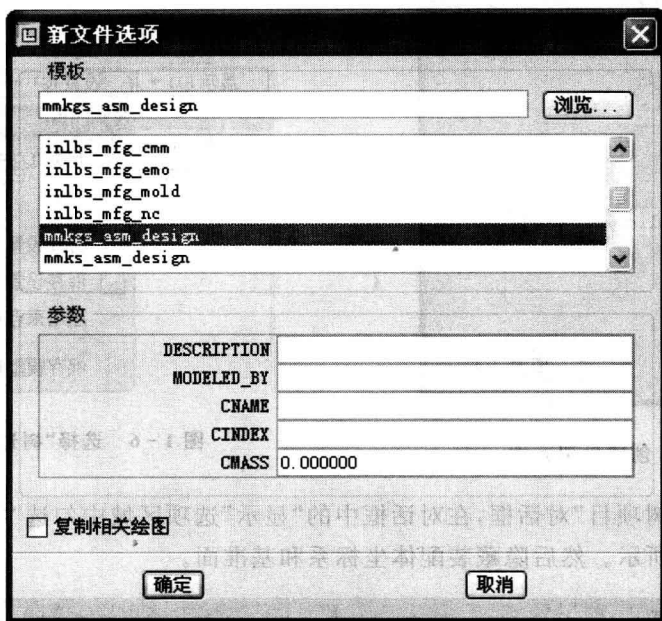 新文件选项
模板
mmkgs_asm_design
浏览...
inlbs_mfg_cmm
inlbs_mfg_emo
inlbs_mfg_mold
inlbs_mfg_nc
mmkgs_asm_design
mmks_asm_design
参数
DESCRIPTION
MODELED_BY
CNAME
CINDEX
CMASS 0.000000
复制相关绘图
确定 取消